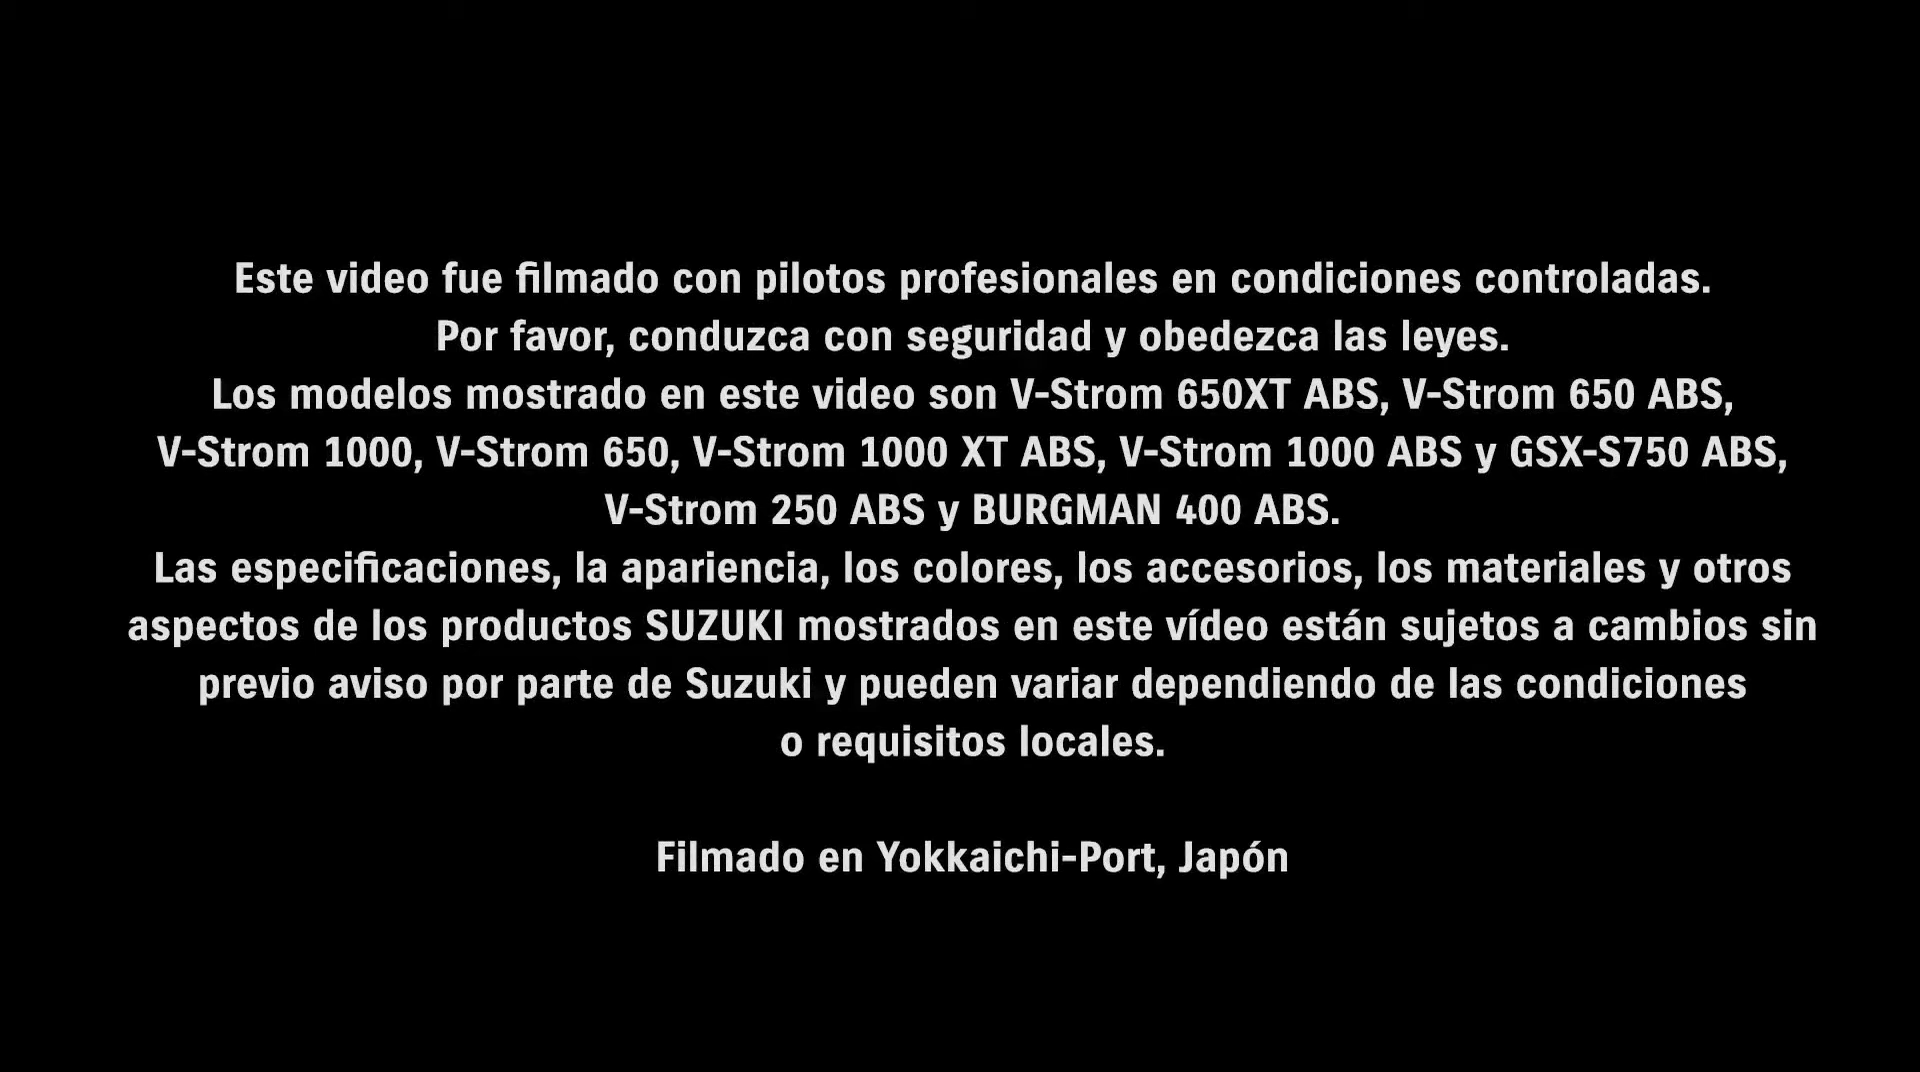 Este video fue filmado con pilotos profesionales en condiciones controladas.
Por favor, conduzca con seguridad y obedezca las leyes.
Los modelos mostrado en este video son V-Strom 650XT ABS, V-Strom 650 ABS,
V-Strom 1000, V-Strom 650, V-Strom 1000 XT ABS, V-Strom 1000 ABS y GSX-S750 ABS,
V-Strom 250 ABS y BURGMAN 400 ABS.
Las especificaciones, la apariencia, los colores, los accesorios, los materiales y otros
aspectos de los productos SUZUKI mostrados en este vídeo están sujetos a cambios sin
previo aviso por parte de Suzuki y pueden variar dependiendo de las condiciones
o requisitos locales.
Filmado en Yokkaichi-Port, Japón